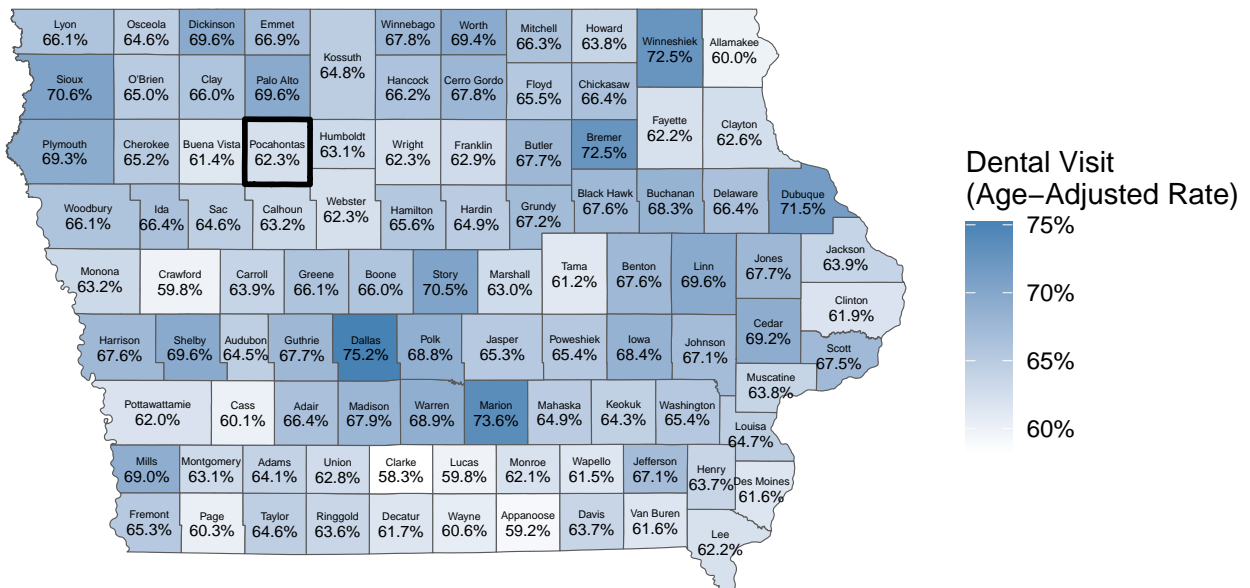 Lyon
66.1%
Osceola
64.6%
Dickinson
69.6%
Emmet
66.9%
Kossuth
64.8%
Winnebago
67.8%
Worth
69.4%
Mitchell
66.3%
Howard
63.8%
Winneshiek
72.5%
Allamakee
60.0%
Sioux
70.6%
O'Brien
65.0%
Clay
66.0%
Palo Alto
69.6%
Hancock
66.2%
Cerro Gordo
67.8%
Floyd
65.5%
Chickasaw
66.4%
Fayette
62.2%
Clayton
62.6%
Plymouth
69.3%
Cherokee
65.2%
Buena Vista
61.4%
Pocahontas
62.3%
Humboldt
63.1%
Wright
62.3%
Franklin
62.9%
Butler
67.7%
Bremer
72.5%
Woodbury
66.1%
Ida
66.4%
Sac
64.6%
Calhoun
63.2%
Webster
62.3%
Hamilton
65.6%
Hardin
64.9%
Grundy
67.2%
Black Hawk
67.6%
Buchanan
68.3%
Delaware
66.4%
Dubuque
71.5%
Monona
63.2%
Crawford
59.8%
Carroll
63.9%
Greene
66.1%
Boone
66.0%
Story
70.5%
Marshall
63.0%
Tama
61.2%
Benton
67.6%
Linn
69.6%
Jones
67.7%
Jackson
63.9%
Clinton
61.9%
Harrison
67.6%
Shelby
69.6%
Audubon
64.5%
Guthrie
67.7%
Dallas
75.2%
Polk
68.8%
Jasper
65.3%
Poweshiek
65.4%
Iowa
68.4%
Johnson
67.1%
Cedar
69.2%
Scott
67.5%
Muscatine
63.8%
Pottawattamie
62.0%
Cass
60.1%
Adair
66.4%
Madison
67.9%
Warren
68.9%
Marion
73.6%
Mahaska
64.9%
Keokuk
64.3%
Washington
65.4%
Louisa
64.7%
Mills
69.0%
Montgomery
63.1%
Adams
64.1%
Union
62.8%
Clarke
58.3%
Lucas
59.8%
Monroe
62.1%
Wapello
61.5%
Jefferson
67.1%
Henry
63.7%
Des Moines
61.6%
Fremont
65.3%
Page
60.3%
Taylor
64.6%
Ringgold
63.6%
Decatur
61.7%
Wayne
60.6%
Appanoose
59.2%
Davis
63.7%
Van Buren
61.6%
Lee
62.2%
Dental Visit
(Age−Adjusted Rate)
75%
70%
65%
60%